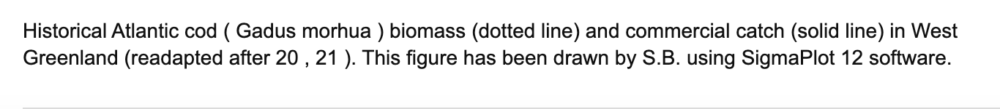 Historical Atlantic cod ( Gadus morhua ) biomass (dotted line) and commercial catch (solid line) in West
Greenland (readapted after 20 , 21 ). This figure has been drawn by S.B. using SigmaPlot 12 software.